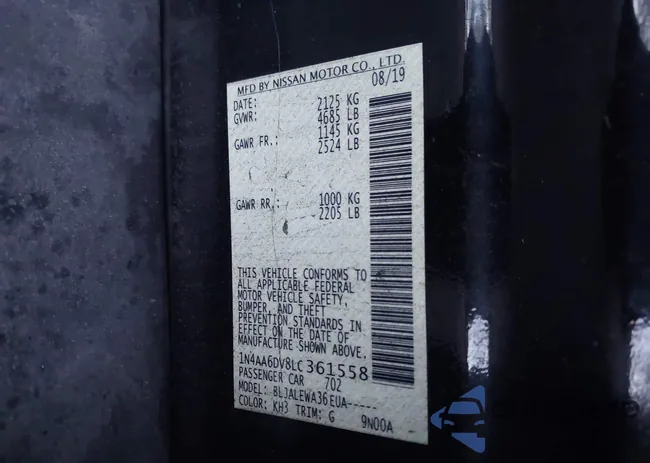 MFD BY NISSAN MOTOR CO., LTD.
DATE: 08/19
GVWR: 2125 KG
4685 LB
GAWR FR.: 1145 KG
2524 LB
GAWR RR.: 1000 KG
2205 LB
THIS VEHICLE CONFORMS TO
ALL APPLICABLE FEDERAL
MOTOR VEHICLE SAFETY,
BUMPER, AND THEFT
PREVENTION STANDARDS IN
EFFECT ON THE DATE OF
MANUFACTURE SHOWN ABOVE.
1N4AA6DV8LC361558
PASSENGER CAR 702
MODEL: BLJALEWA36EUA-----
COLOR: KH3 TRIM: G 9N00A